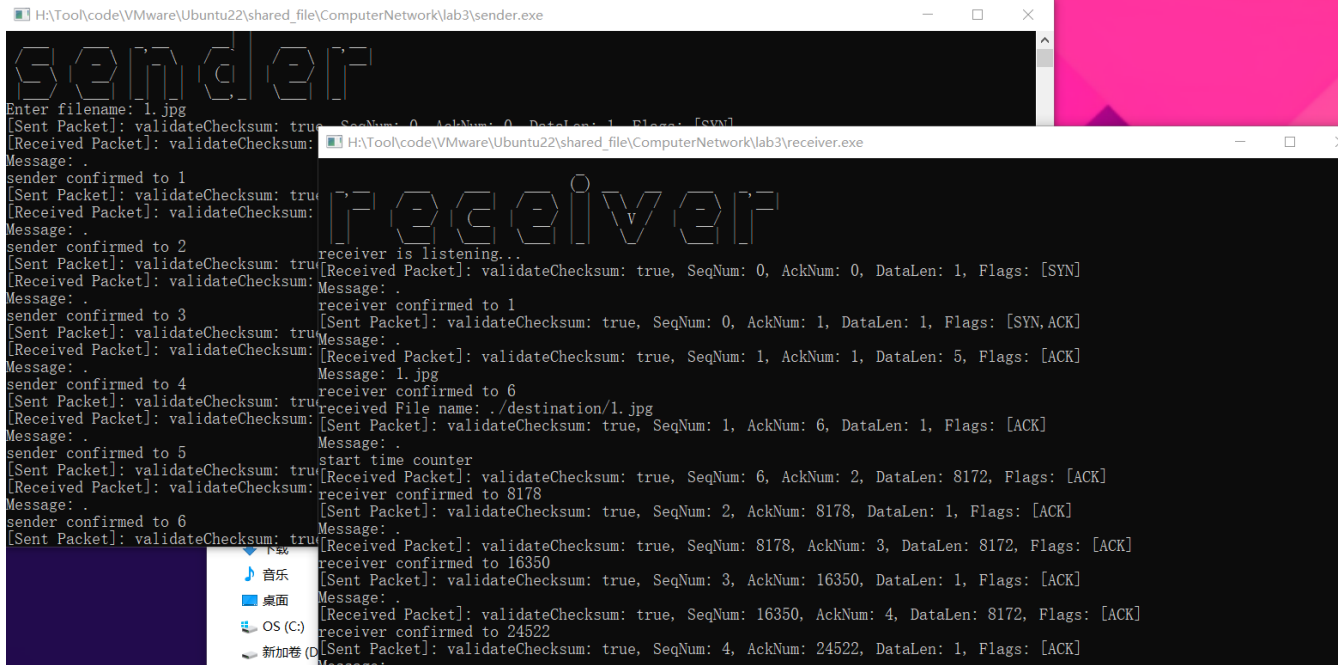 H:\Tool\code\VMware\Ubuntu22\shared_file\ComputerNetwork\lab3\sender.exe
sender
Enter filename: 1.jpg
[Sent Packet]: validateChecksum: true, SeqNum: 0, AckNum: 0, DataLen: 1, Flags: [SYN]
[Received Packet]: validateChecksum:
Message: .
sender confirmed to 1
[Sent Packet]: validateChecksum: true
[Received Packet]: validateChecksum:
Message: .
sender confirmed to 2
[Sent Packet]: validateChecksum: true
[Received Packet]: validateChecksum:
Message: .
sender confirmed to 3
[Sent Packet]: validateChecksum: true
[Received Packet]: validateChecksum:
Message: .
sender confirmed to 4
[Sent Packet]: validateChecksum: true
[Received Packet]: validateChecksum:
Message: .
sender confirmed to 5
[Sent Packet]: validateChecksum: true
[Received Packet]: validateChecksum:
Message: .
sender confirmed to 6
[Sent Packet]: validateChecksum: true
H:\Tool\code\VMware\Ubuntu22\shared_file\ComputerNetwork\lab3\receiver.exe
receiver
receiver is listening...
[Received Packet]: validateChecksum: true, SeqNum: 0, AckNum: 0, DataLen: 1, Flags: [SYN]
Message: .
receiver confirmed to 1
[Sent Packet]: validateChecksum: true, SeqNum: 0, AckNum: 1, DataLen: 1, Flags: [SYN,ACK]
Message: .
[Received Packet]: validateChecksum: true, SeqNum: 1, AckNum: 1, DataLen: 5, Flags: [ACK]
Message: 1.jpg
receiver confirmed to 6
received File name: ./destination/1.jpg
[Sent Packet]: validateChecksum: true, SeqNum: 1, AckNum: 6, DataLen: 1, Flags: [ACK]
Message: .
start time counter
[Received Packet]: validateChecksum: true, SeqNum: 6, AckNum: 2, DataLen: 8172, Flags: [ACK]
receiver confirmed to 8178
[Sent Packet]: validateChecksum: true, SeqNum: 2, AckNum: 8178, DataLen: 1, Flags: [ACK]
Message: .
[Received Packet]: validateChecksum: true, SeqNum: 8178, AckNum: 3, DataLen: 8172, Flags: [ACK]
receiver confirmed to 16350
[Sent Packet]: validateChecksum: true, SeqNum: 3, AckNum: 16350, DataLen: 1, Flags: [ACK]
Message: .
[Received Packet]: validateChecksum: true, SeqNum: 16350, AckNum: 4, DataLen: 8172, Flags: [ACK]
receiver confirmed to 24522
[Sent Packet]: validateChecksum: true, SeqNum: 4, AckNum: 24522, DataLen: 1, Flags: [ACK]
下载
音乐
桌面
OS (C:)
新加卷 (D